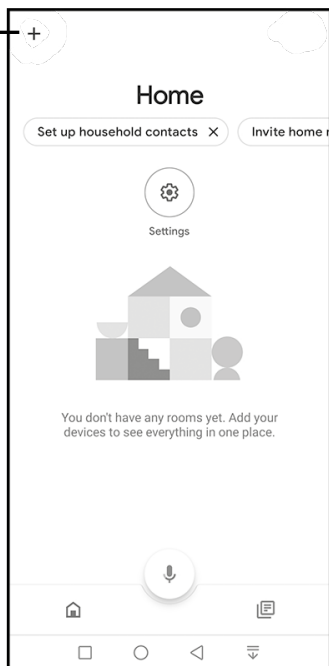 Home
Set up household contacts Invite home
Settings
You don't have any rooms yet. Add your
devices to see everything in one place.